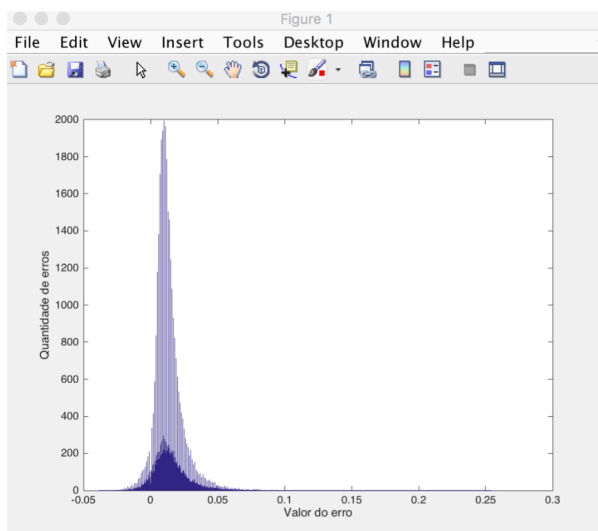 Figure 1
File Edit View Insert Tools Desktop Window Help
2000
1800
1600
1400
1200
1000
800
600
400
200
0
Quantidade de erros
-0.05 0 0.05 0.1 0.15 0.2 0.25 0.3
Valor do erro